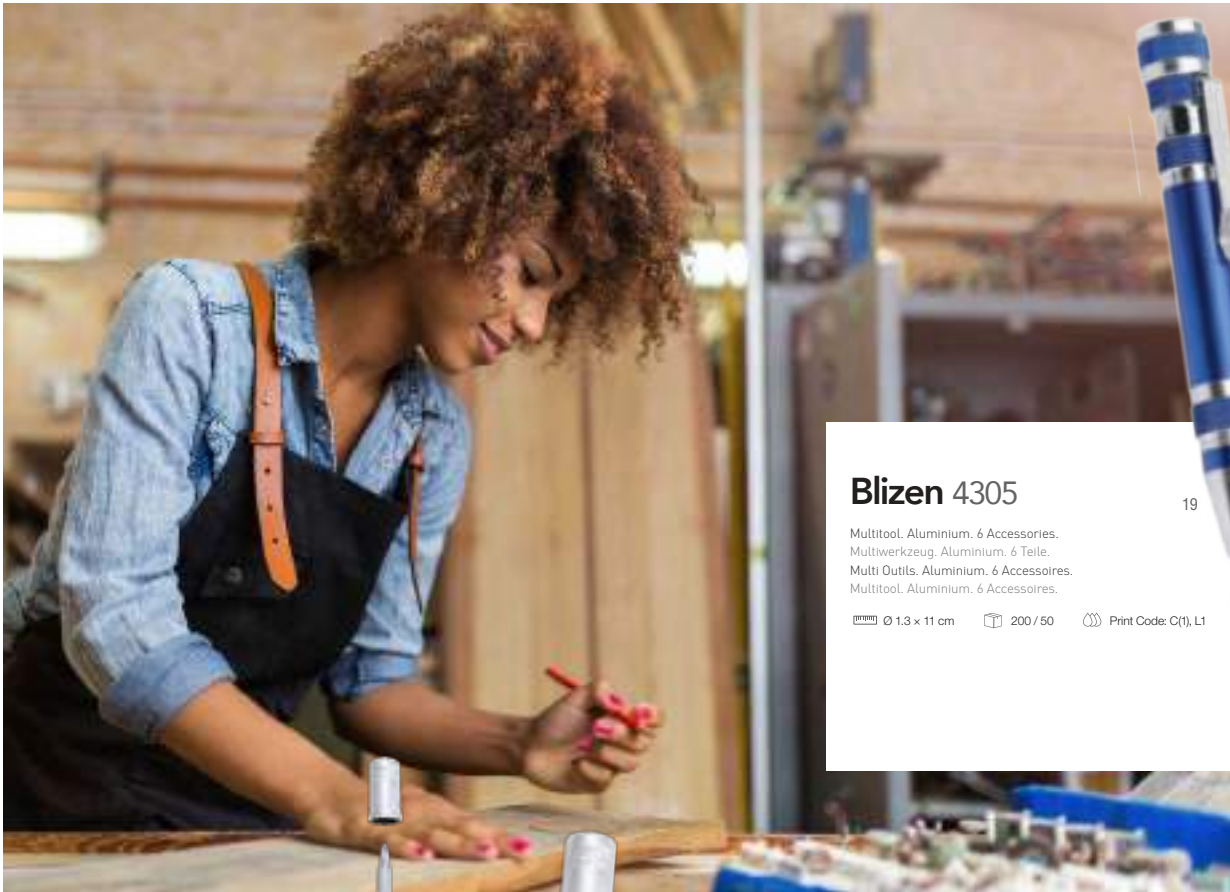 Blizen 4305
19
Multitool. Aluminium. 6 Accessories.
Multiwerkzeug. Aluminium. 6 Teile.
Multi Outils. Aluminium. 6 Accessoires.
Multitool. Aluminium. 6 Accessoires.
Ø 1.3 x 11 cm 200 / 50 Print Code: C(1), L1